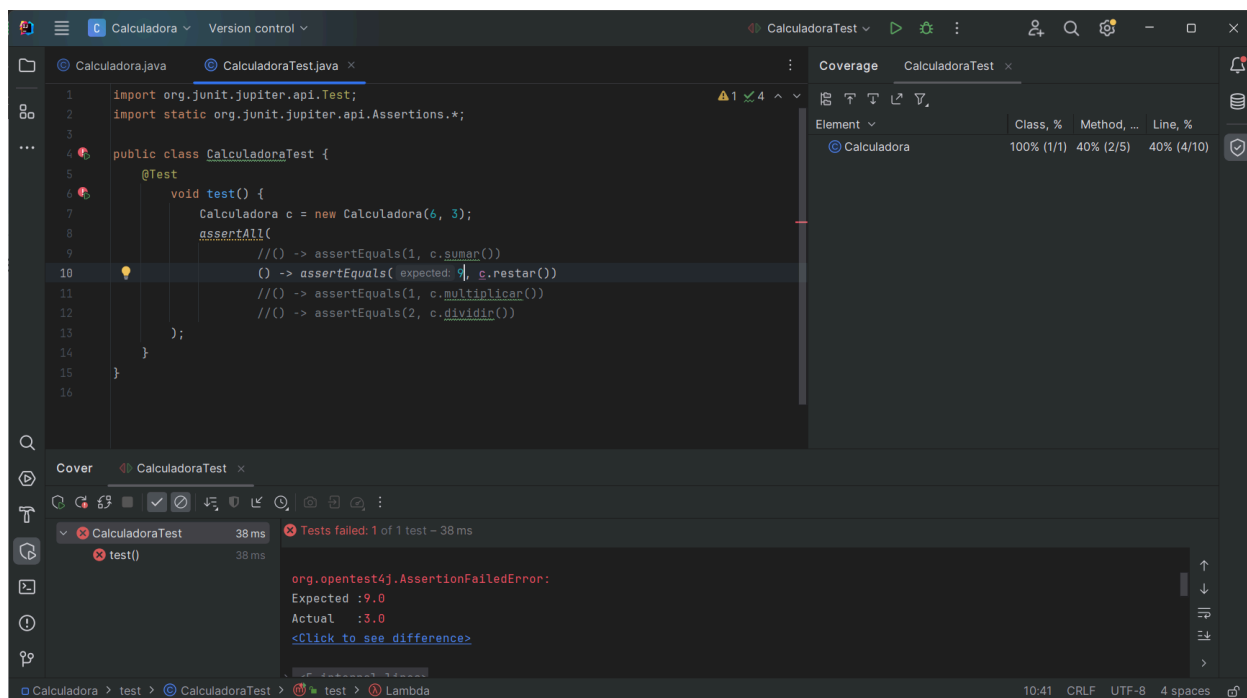 C Calculadora Version control CalculadoraTest
Calculadora.java CalculadoraTest.java
Coverage CalculadoraTest
1 import org.junit.jupiter.api.Test;
1 4
2 import static org.junit.jupiter.api.Assertions.*;
3
4 public class CalculadoraTest {
5 @Test
6 void test() {
7 Calculadora c = new Calculadora(6, 3);
8 assertAll(
9 //() -> assertEquals(1, c.sumar())
10 () -> assertEquals( expected: 9, c.restar())
11 //() -> assertEquals(1, c.multiplicar())
12 //() -> assertEquals(2, c.dividir())
13 );
14 }
15 }
16
Element Class, % Method, ... Line, %
Calculadora 100% (1/1) 40% (2/5) 40% (4/10)
Cover CalculadoraTest
CalculadoraTest 38 ms
test() 38 ms
Tests failed: 1 of 1 test – 38 ms
org.opentest4j.AssertionFailedError:
Expected :9.0
Actual :3.0
<Click to see difference>
Calculadora > test > CalculadoraTest > test > Lambda
10:41 CRLF UTF-8 4 spaces